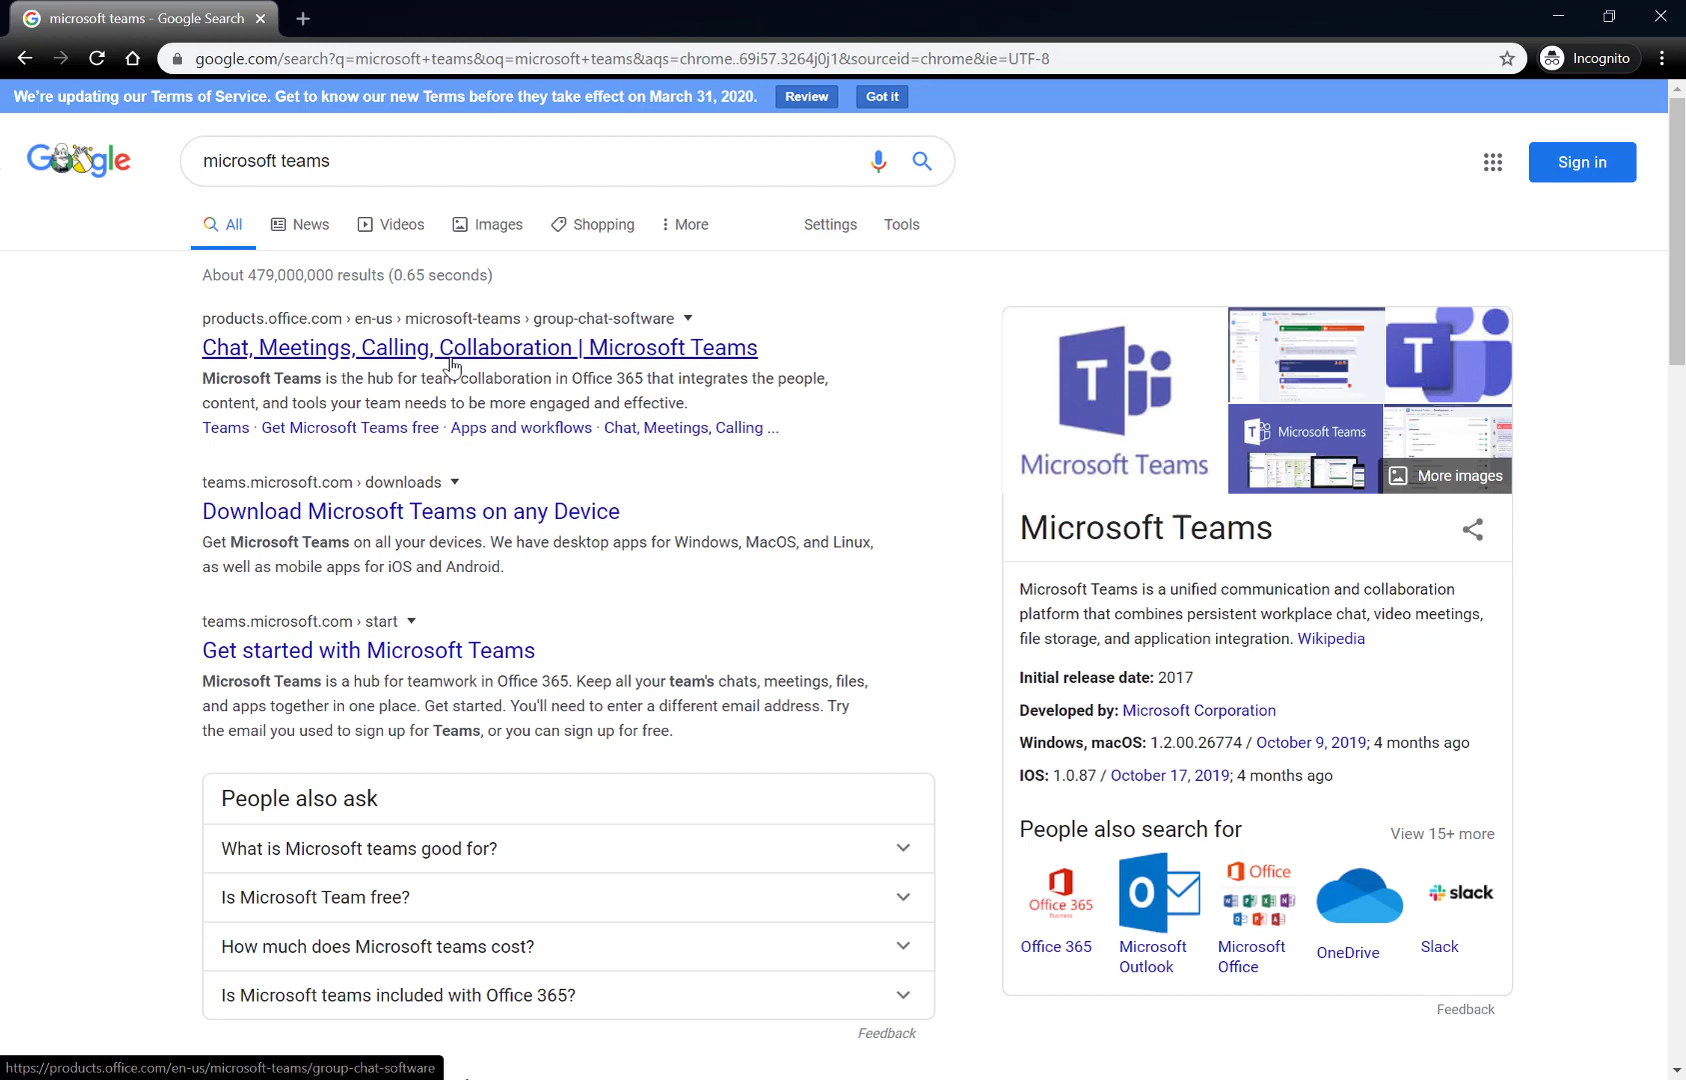 microsoft teams - Google Search
google.com/search?q=microsoft+teams&oq=microsoft+teams&aqs=chrome..69i57.3264j0j1&sourceid=chrome&ie=UTF-8
Incognito
We're updating our Terms of Service. Get to know our new Terms before they take effect on March 31, 2020.
Review
Got it
Google
microsoft teams
Sign in
All
News
Videos
Images
Shopping
More
Settings
Tools
About 479,000,000 results (0.65 seconds)
products.office.com › en-us › microsoft-teams › group-chat-software
Chat, Meetings, Calling, Collaboration | Microsoft Teams
Microsoft Teams is the hub for team collaboration in Office 365 that integrates the people,
content, and tools your team needs to be more engaged and effective.
Teams · Get Microsoft Teams free · Apps and workflows · Chat, Meetings, Calling ...
teams.microsoft.com › downloads
Download Microsoft Teams on any Device
Get Microsoft Teams on all your devices. We have desktop apps for Windows, MacOS, and Linux,
as well as mobile apps for iOS and Android.
teams.microsoft.com › start
Get started with Microsoft Teams
Microsoft Teams is a hub for teamwork in Office 365. Keep all your team's chats, meetings, files,
and apps together in one place. Get started. You'll need to enter a different email address. Try
the email you used to sign up for Teams, or you can sign up for free.
People also ask
What is Microsoft teams good for?
Is Microsoft Team free?
How much does Microsoft teams cost?
Is Microsoft teams included with Office 365?
Feedback
T
Microsoft Teams
T
T
Microsoft Teams
More images
Microsoft Teams
Microsoft Teams is a unified communication and collaboration
platform that combines persistent workplace chat, video meetings,
file storage, and application integration. Wikipedia
Initial release date: 2017
Developed by: Microsoft Corporation
Windows, macOS: 1.2.00.26774 / October 9, 2019; 4 months ago
IOS: 1.0.87 / October 17, 2019; 4 months ago
People also search for
View 15+ more
Office 365
Business
O
Office
slack
Office 365
Microsoft
Outlook
Microsoft
Office
OneDrive
Slack
Feedback
https://products.office.com/en-us/microsoft-teams/group-chat-software